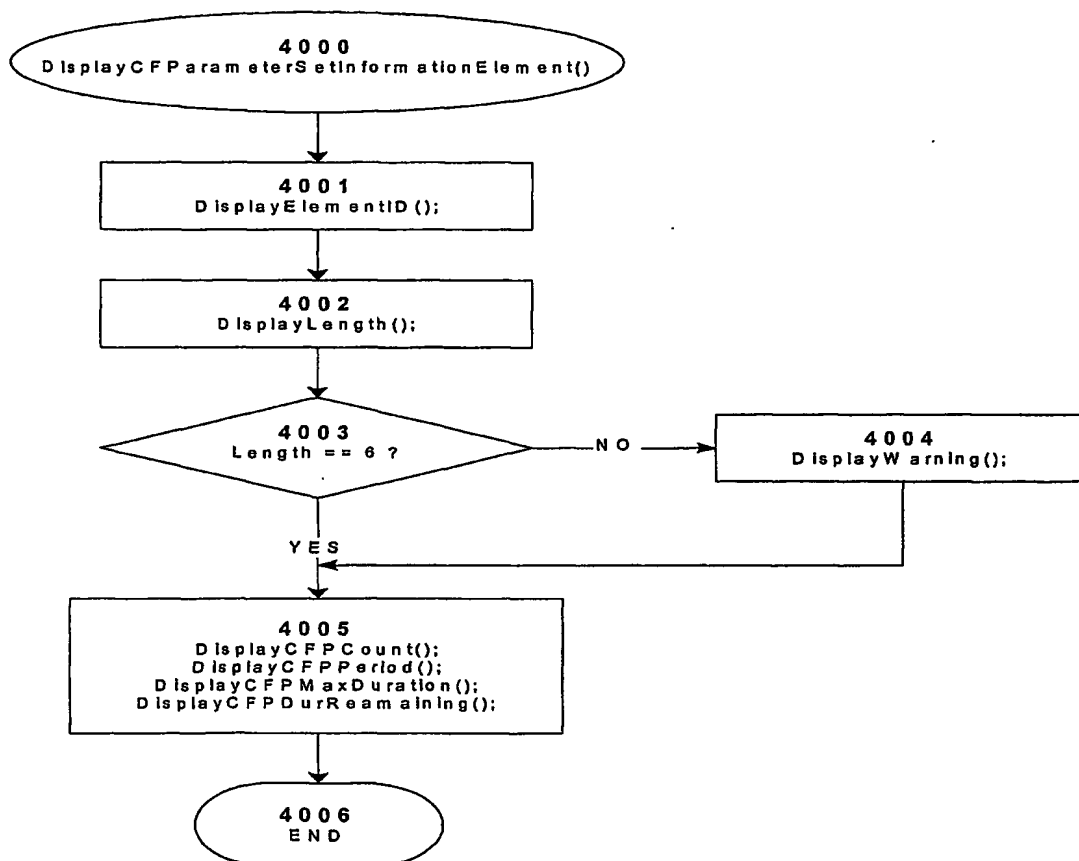 4000
DisplayCFParameterSetInformationElement()
4001
DisplayElementID();
4002
DisplayLength();
4003
Length == 6 ?
NO
4004
DisplayWarning();
YES
4005
DisplayCFPCount();
DisplayCFPPeriod();
DisplayCFPMaxDuration();
DisplayCFPDurReamaining();
4006
END